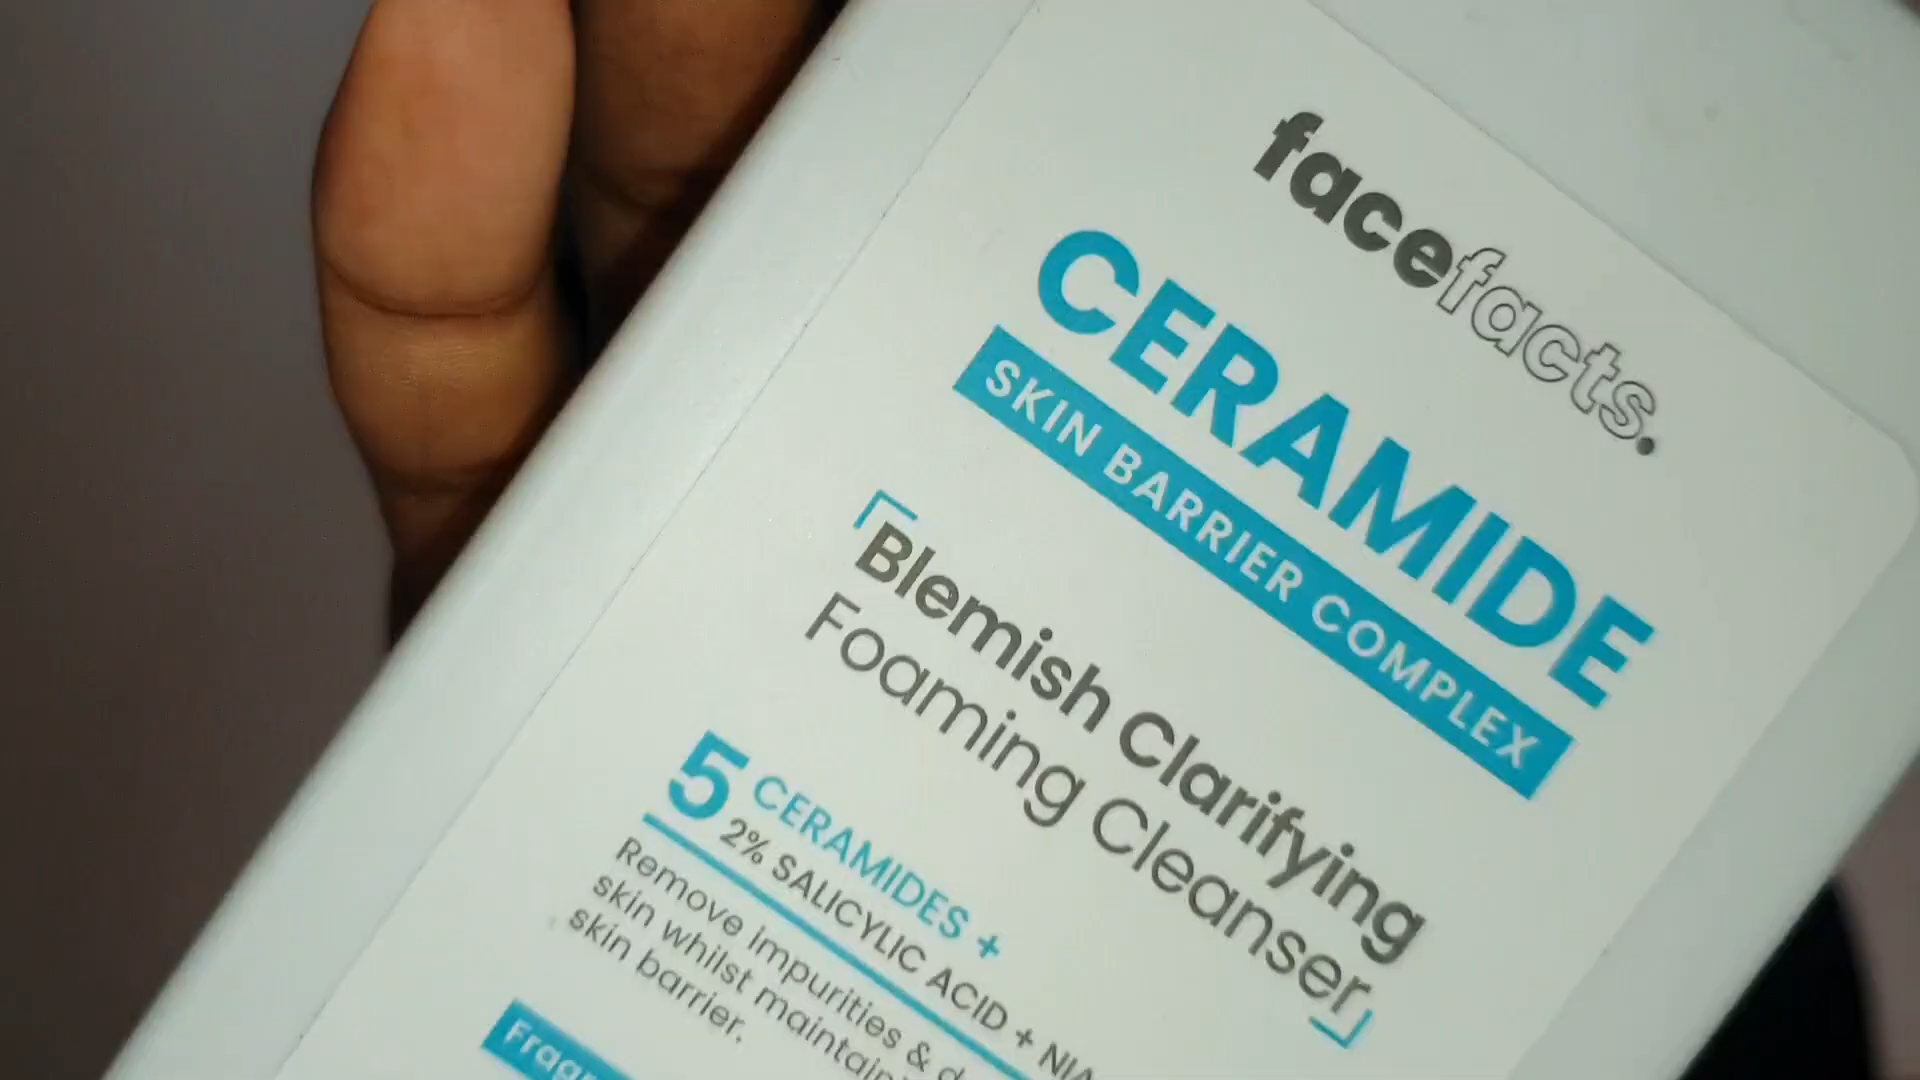 facefacts.
CERAMIDE
SKIN BARRIER COMPLEX
Blemish Clarifying
Foaming Cleanser
5 CERAMIDES +
2% SALICYLIC ACID +
Remove impurities &
skin whilst
skin barrier.